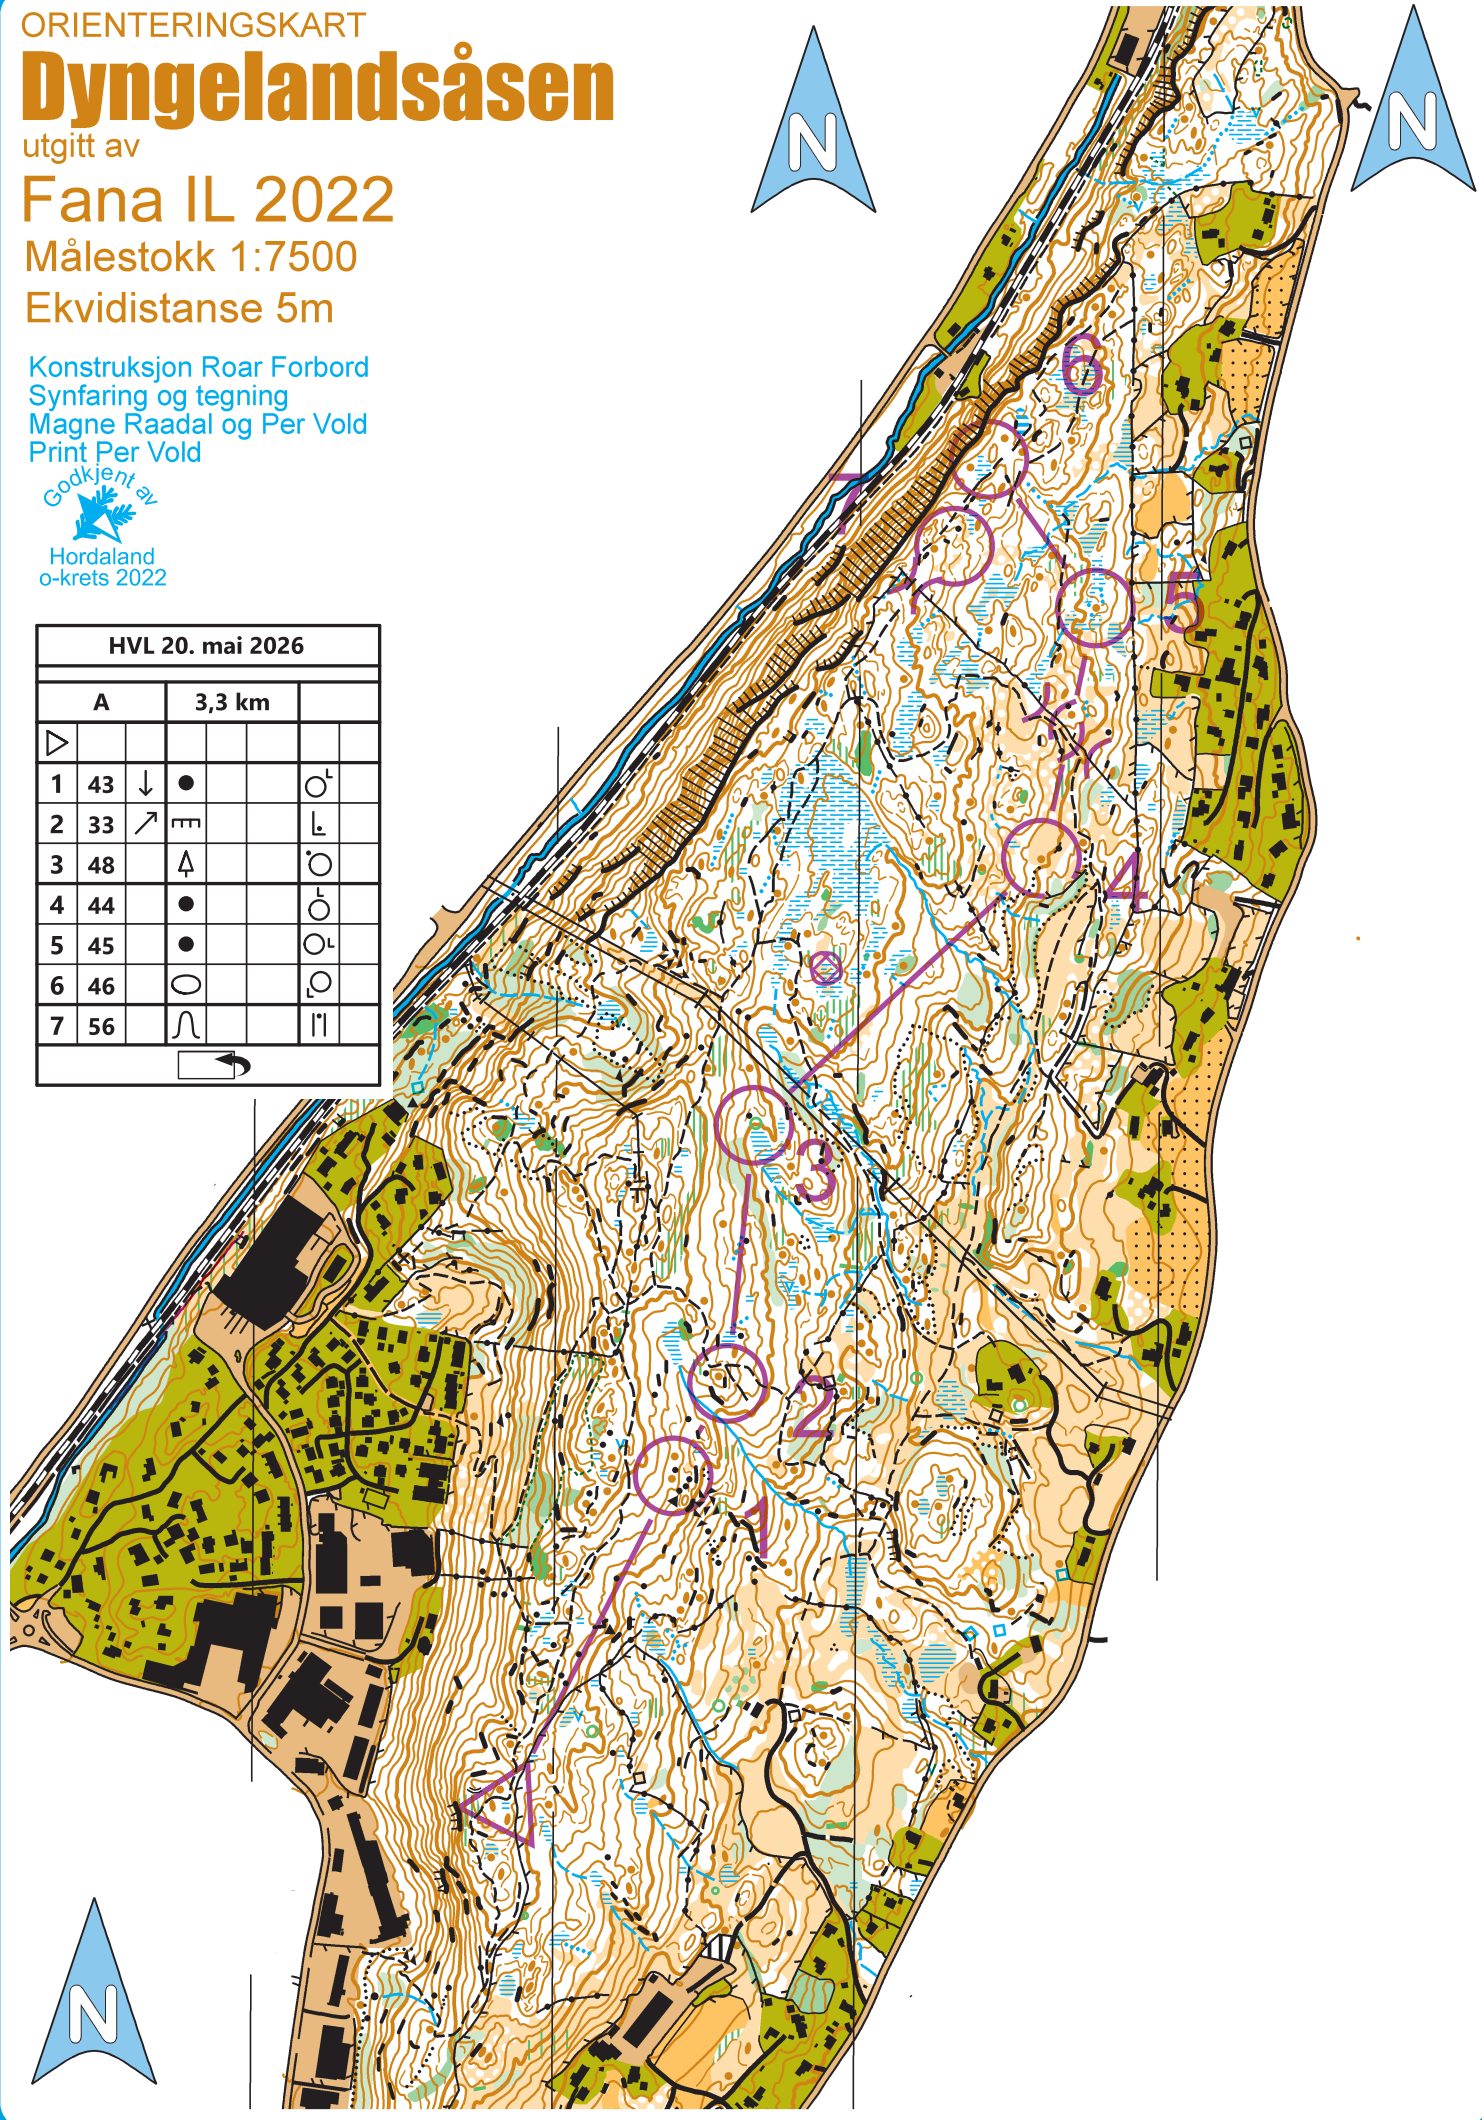 ORIENTERINGSKART
Dyngelandsåsen
utgitt av
Fana IL 2022
Målestokk 1:7500
Ekvidistanse 5m
Konstruksjon Roar Forbord
Synfaring og tegning
Magne Raadal og Per Vold
Print Per Vold
Godkjent av
Hordaland
o-krets 2022
N
N
HVL 20. mai 2026
A 3,3 km
1 43
2 33
3 48
4 44
5 45
6 46
7 56
6
7
5
4
3
2
1
N